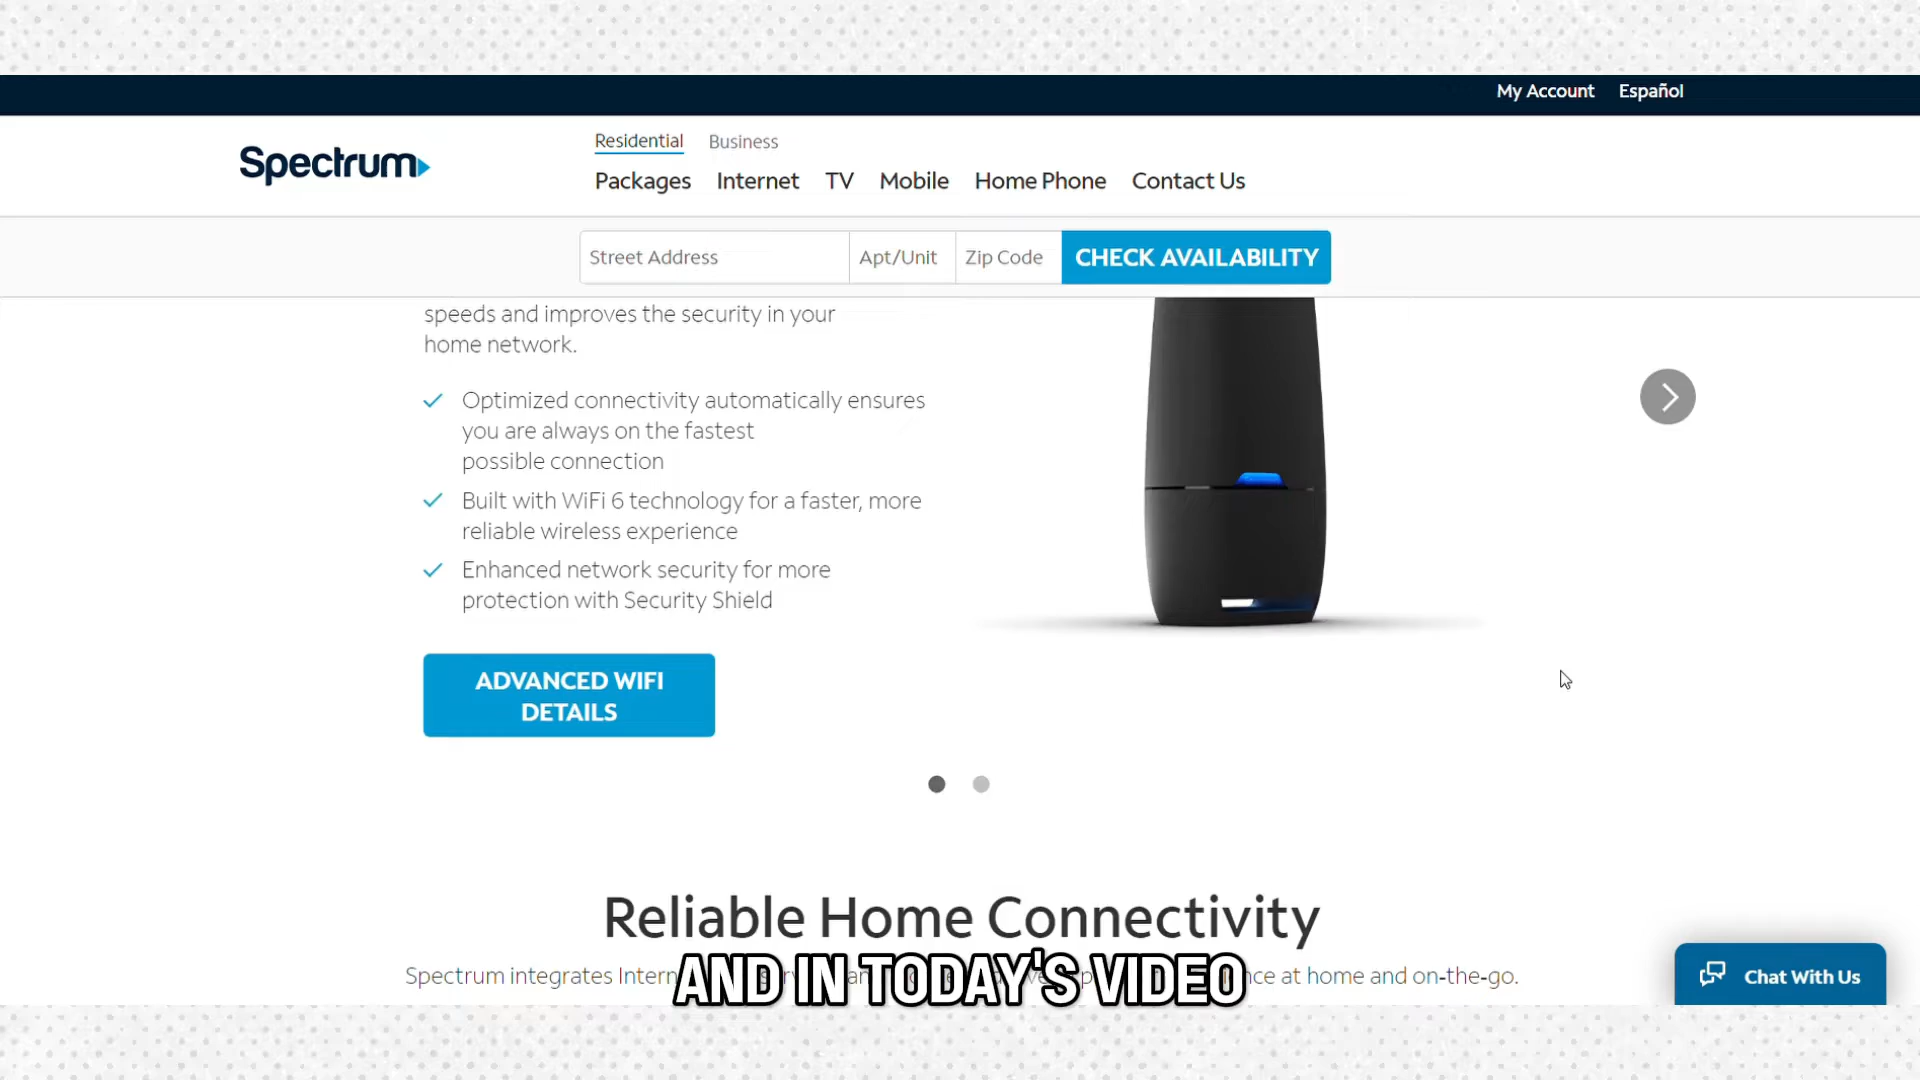 My Account Español
Spectrum
Residential Business
Packages Internet TV Mobile Home Phone Contact Us
Street Address Apt/Unit Zip Code CHECK AVAILABILITY
speeds and improves the security in your
home network.
Optimized connectivity automatically ensures
you are always on the fastest
possible connection
Built with WiFi 6 technology for a faster, more
reliable wireless experience
Enhanced network security for more
protection with Security Shield
ADVANCED WIFI
DETAILS
Reliable Home Connectivity
Spectrum integrates at home and on-the-go.
AND IN TODAY'S VIDEO
Chat With Us